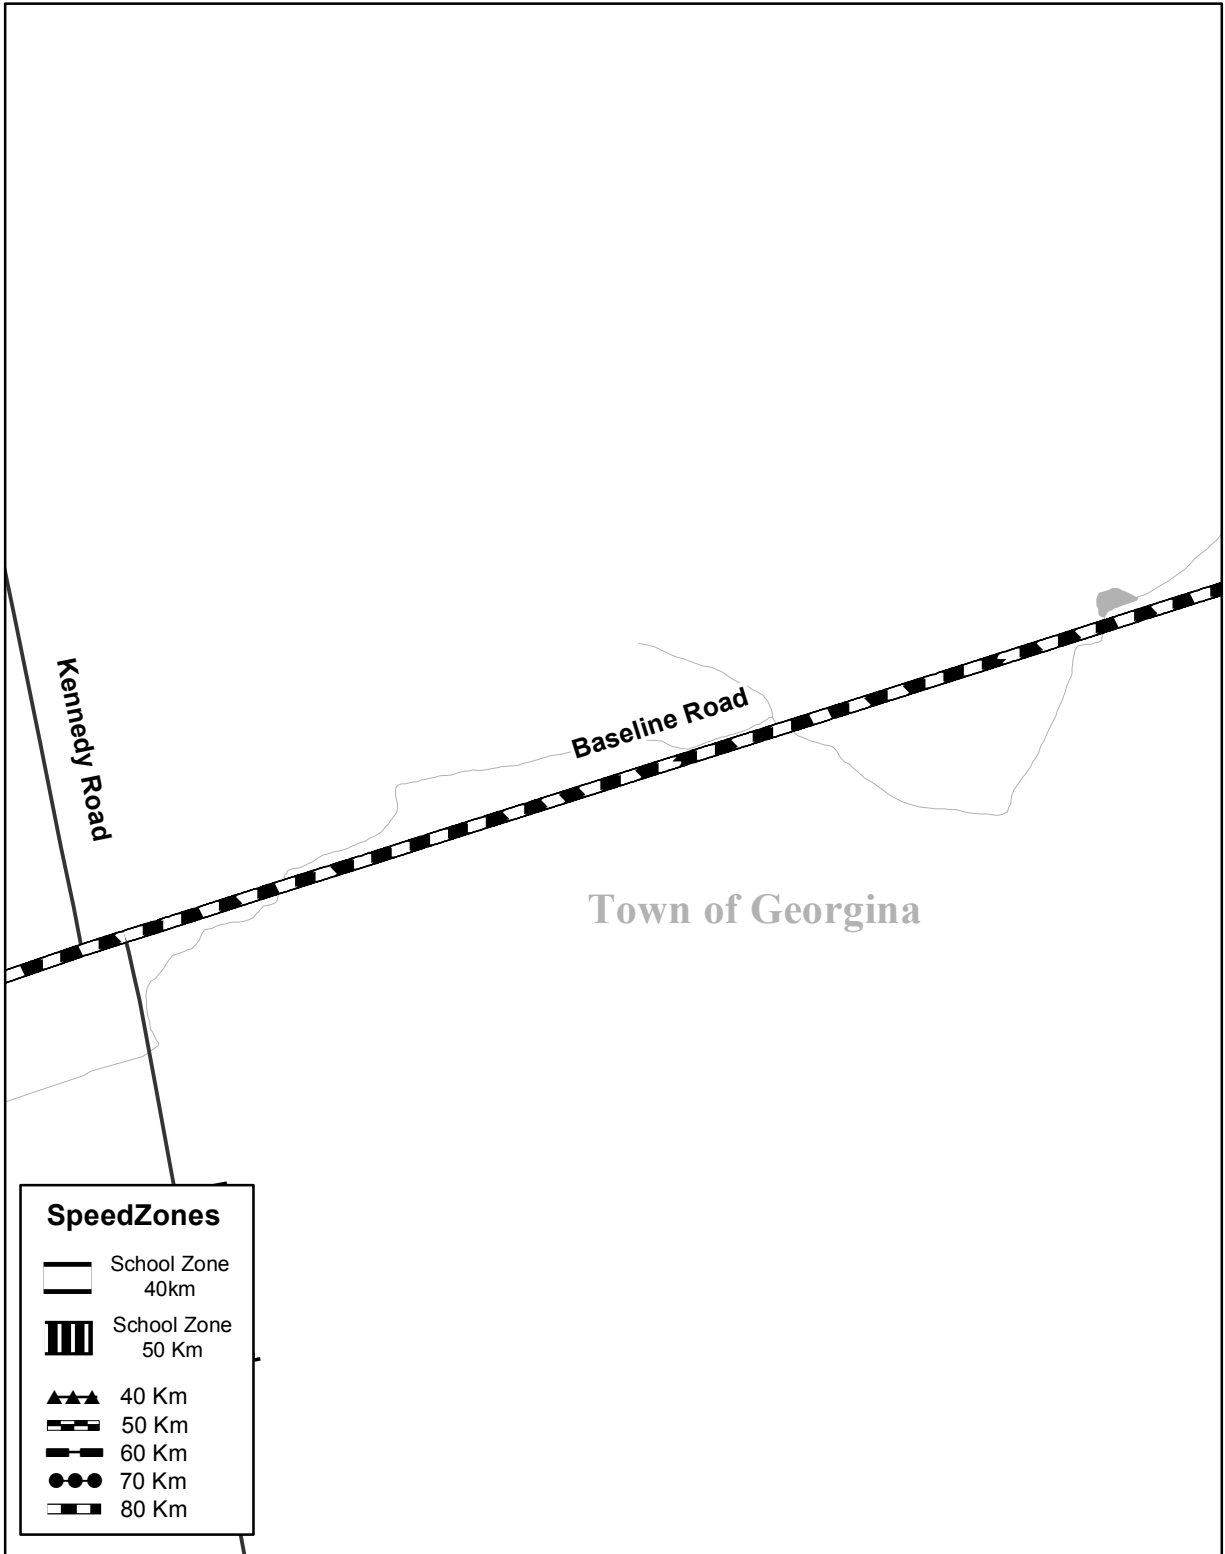 Kennedy Road
Baseline Road
Town of Georgina
SpeedZones
School Zone
40km
School Zone
50 Km
40 Km
50 Km
60 Km
70 Km
80 Km